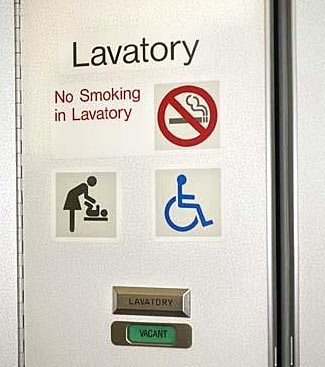 Lavatory
No Smoking
in Lavatory
LAVATORY
VACANT